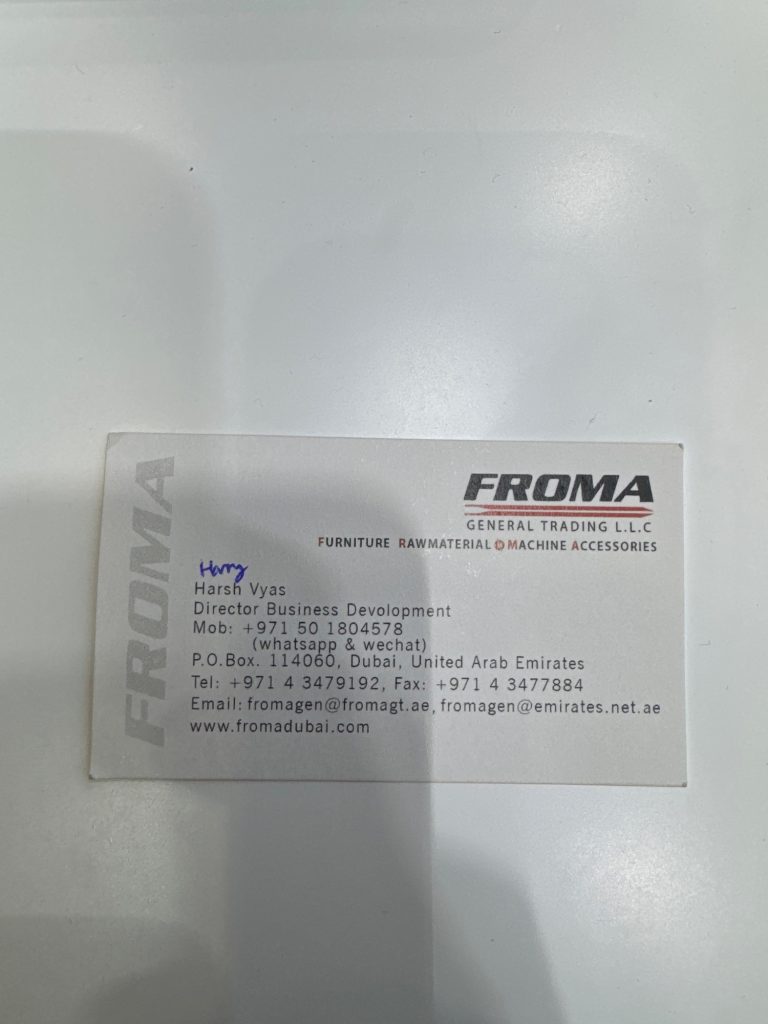 FROMA
FROMA
GENERAL TRADING L.L.C
FURNITURE RAWMATERIAL & MACHINE ACCESSORIES
Harry
Harsh Vyas
Director Business Devolopment
Mob: +971 50 1804578
(whatsapp & wechat)
P.O.Box. 114060, Dubai, United Arab Emirates
Tel: +971 4 3479192, Fax: +971 4 3477884
Email: fromagen@fromagt.ae, fromagen@emirates.net.ae
www.fromadubai.com